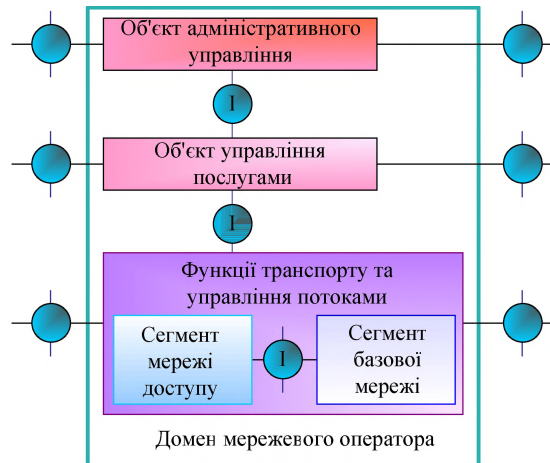 Об'єкт адміністративного
управління
I
Об'єкт управління
послугами
I
Функції транспорту та
управління потоками
Сегмент
мережі
доступу
I
Сегмент
базової
мережі
Домен мережевого оператора